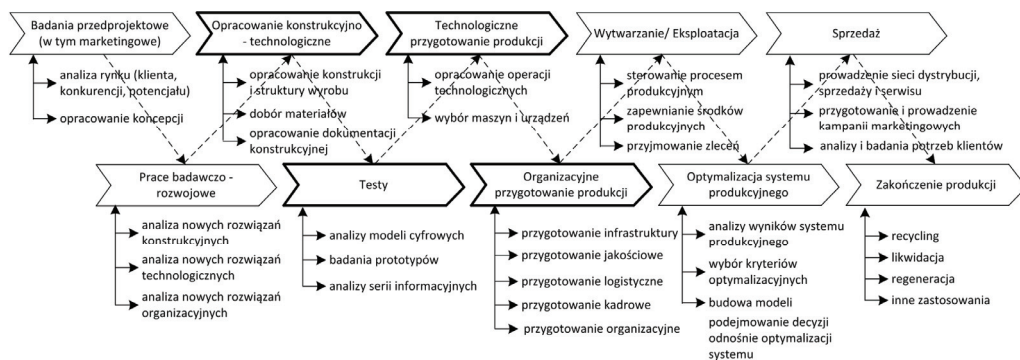 Badania przedprojektowe
(w tym marketingowe)
analiza rynku (klienta,
konkurencji, potencjału)
opracowanie koncepcji
Opracowanie konstrukcyjno
- technologiczne
opracowanie konstrukcji
i struktury wyrobu
dobór materiałów
opracowanie dokumentacji
konstrukcyjnej
Technologiczne
przygotowanie produkcji
opracowanie operacji
technologicznych
wybór maszyn i urządzeń
Wytwarzanie/ Eksploatacja
sterowanie procesem
produkcyjnym
zapewnianie środków
produkcyjnych
przyjmowanie zleceń
Sprzedaż
prowadzenie sieci dystrybucji,
sprzedaży i serwisu
przygotowanie i prowadzenie
kampanii marketingowych
analizy i badania potrzeb klientów
Prace badawczo -
rozwojowe
analiza nowych rozwiązań
konstrukcyjnych
analiza nowych rozwiązań
technologicznych
analiza nowych rozwiązań
organizacyjnych
Testy
analizy modeli cyfrowych
badania prototypów
analizy serii informacyjnych
Organizacyjne
przygotowanie produkcji
przygotowanie infrastruktury
przygotowanie jakościowe
przygotowanie logistyczne
przygotowanie kadrowe
przygotowanie organizacyjne
Optymalizacja systemu
produkcyjnego
analizy wyników systemu
produkcyjnego
wybór kryteriów
optymalizacyjnych
budowa modeli
podejmowanie decyzji
odnośnie optymalizacji
systemu
Zakończenie produkcji
recycling
likwidacja
regeneracja
inne zastosowania